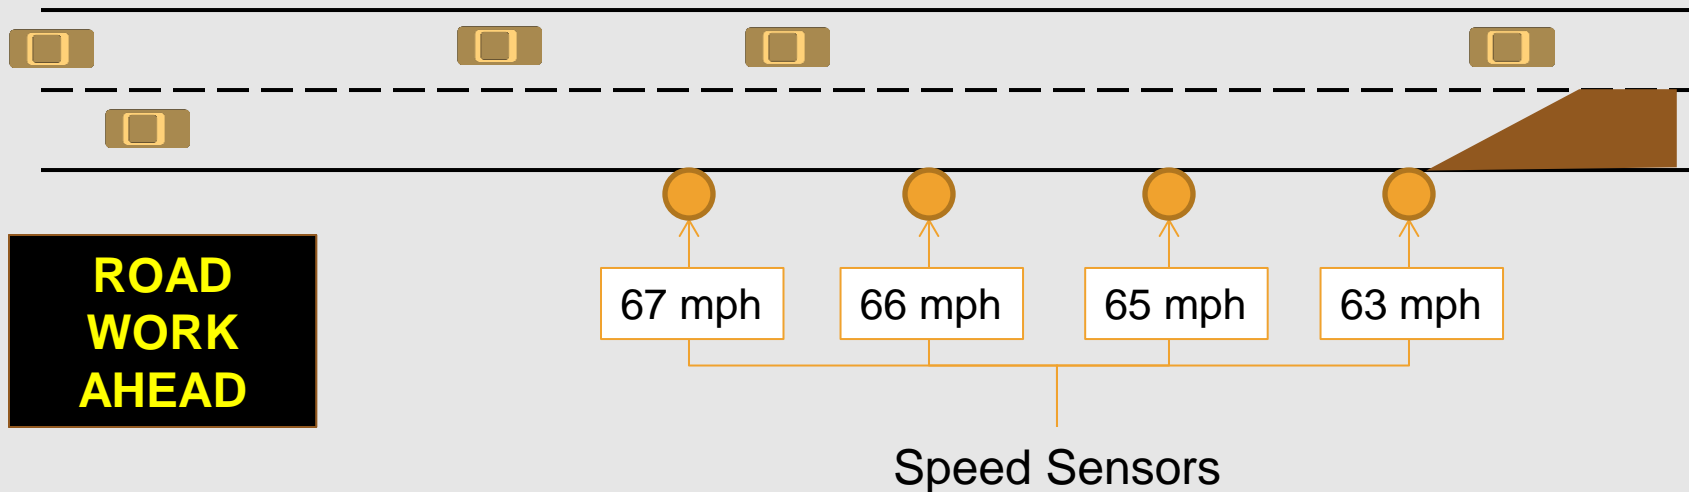 ROAD
WORK
AHEAD
67 mph
66 mph
65 mph
63 mph
Speed Sensors